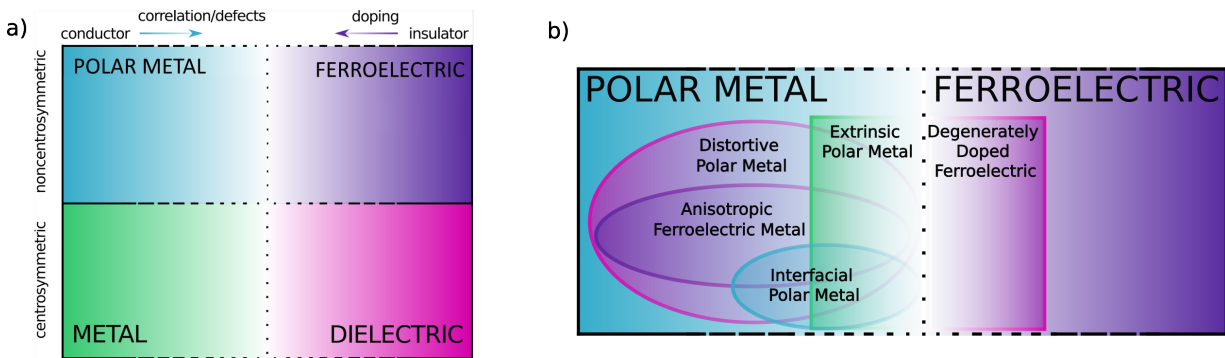 a)
correlation/defects
doping
conductor
insulator
noncentrosymmetric
POLAR METAL
FERROELECTRIC
centrosymmetric
METAL
DIELECTRIC
b)
POLAR METAL
FERROELECTRIC
Distortive
Polar Metal
Extrinsic
Polar Metal
Degenerately
Doped
Ferroelectric
Anisotropic
Ferroelectric Metal
Interfacial
Polar Metal